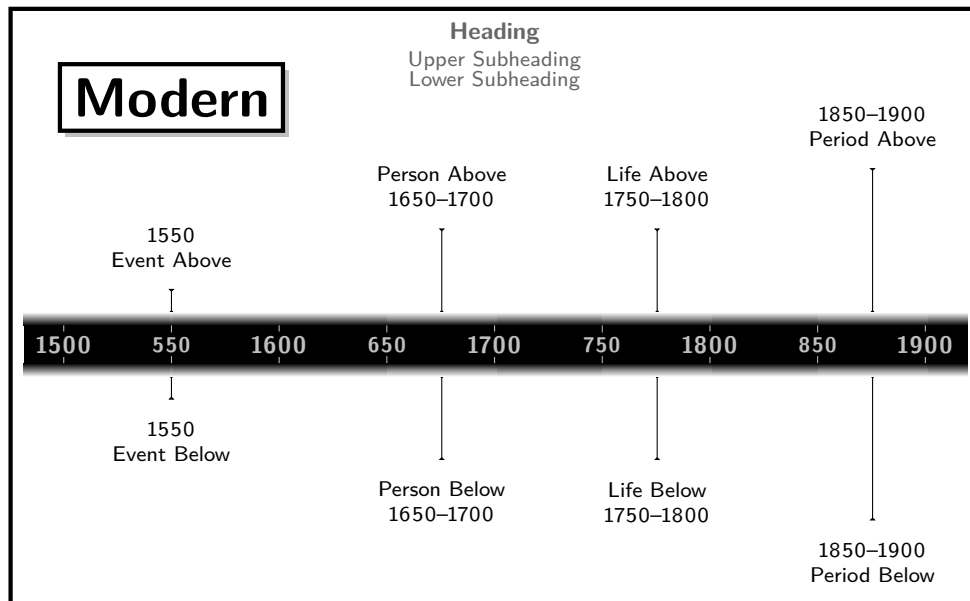 Heading
Upper Subheading
Lower Subheading
Modern
1850–1900
Period Above
Person Above
1650–1700
Life Above
1750–1800
1550
Event Above
1500 550 1600 650 1700 750 1800 850 1900
1550
Event Below
Person Below
1650–1700
Life Below
1750–1800
1850–1900
Period Below